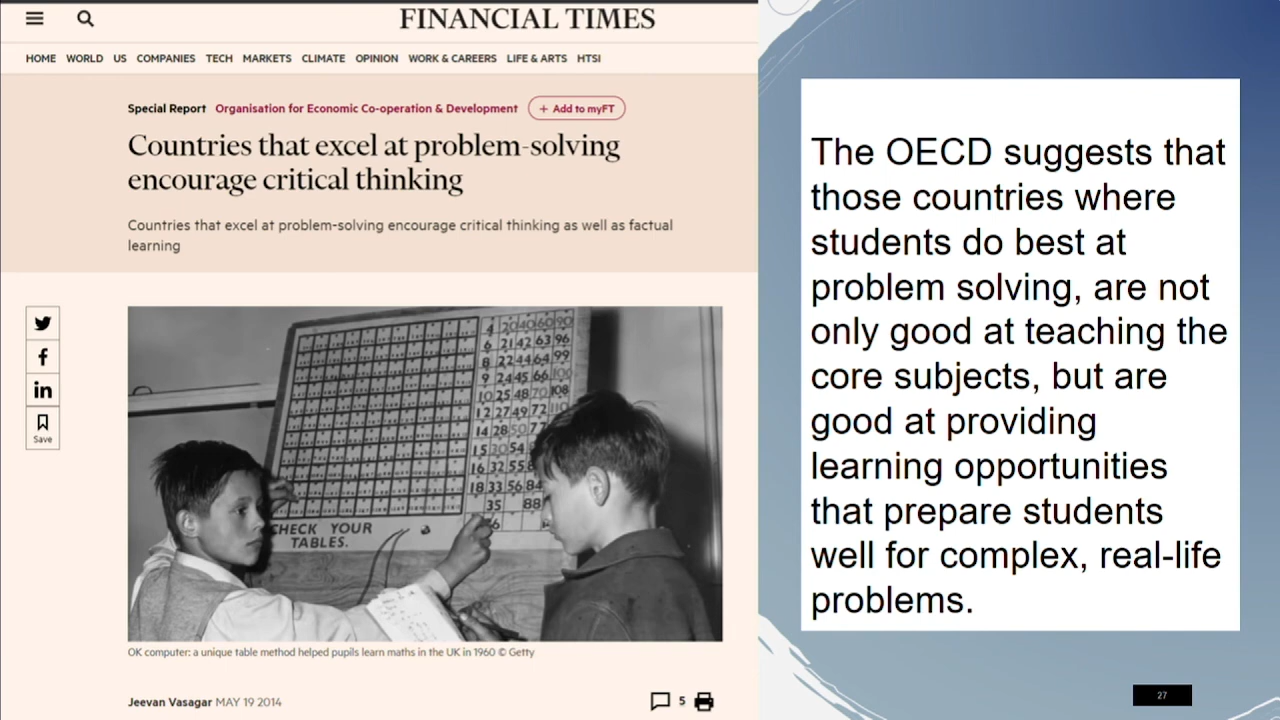 FINANCIAL TIMES
HOME WORLD US COMPANIES TECH MARKETS CLIMATE OPINION WORK & CAREERS LIFE & ARTS HTSI
Special Report Organisation for Economic Co-operation & Development + Add to myFT
Countries that excel at problem-solving
encourage critical thinking
Countries that excel at problem-solving encourage critical thinking as well as factual
learning
Save
CHECK YOUR
TABLES.
OK computer: a unique table method helped pupils learn maths in the UK in 1960 © Getty
Jeevan Vasagar MAY 19 2014
5
The OECD suggests that
those countries where
students do best at
problem solving, are not
only good at teaching the
core subjects, but are
good at providing
learning opportunities
that prepare students
well for complex, real-life
problems.
27